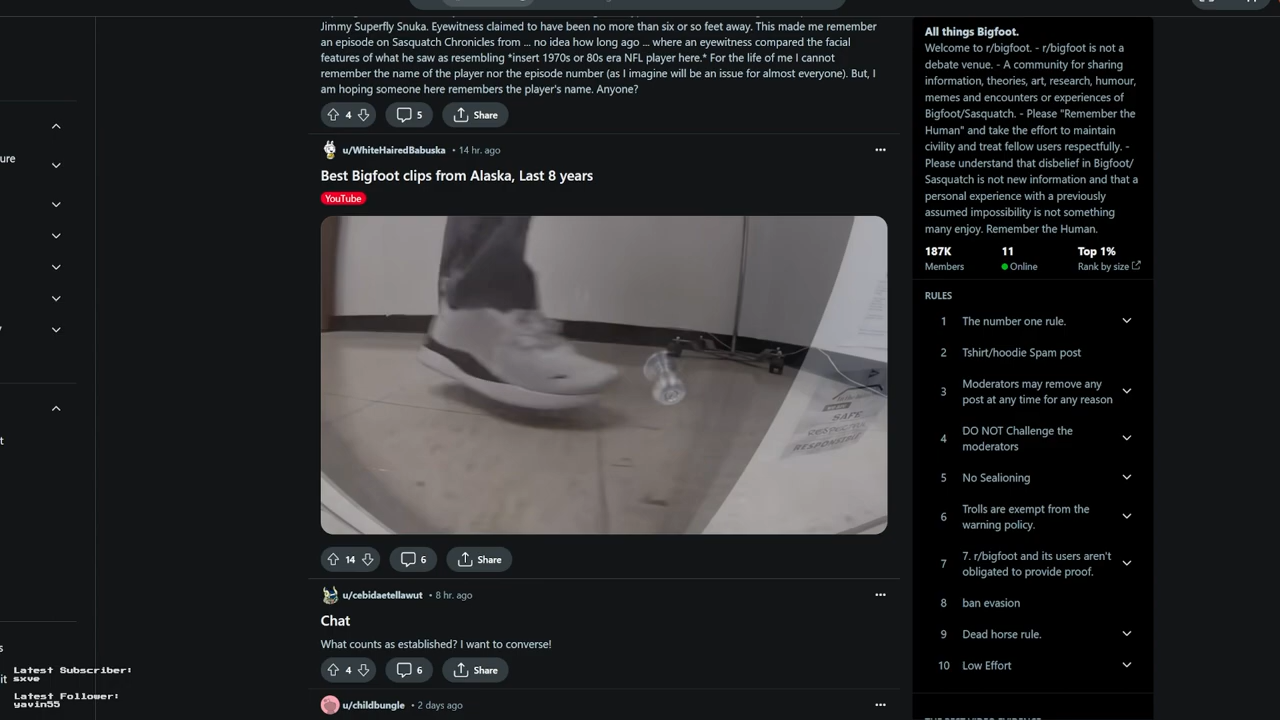 Jimmy Superfly Snuka. Eyewitness claimed to have been no more than six or so feet away. This made me remember
an episode on Sasquatch Chronicles from ... no idea how long ago ... where an eyewitness compared the facial
features of what he saw as resembling *insert 1970s or 80s era NFL player here.* For the life of me I cannot
remember the name of the player nor the episode number (as I imagine will be an issue for almost everyone). But, I
am hoping someone here remembers the player's name. Anyone?
4
5
Share
u/WhiteHairedBabuska • 14 hr. ago
Best Bigfoot clips from Alaska, Last 8 years
YouTube
SAFE
RESPECTFUL
RESPONSIBLE
14
6
Share
u/cebidaetellawut • 8 hr. ago
Chat
What counts as established? I want to converse!
4
6
Share
u/childbungle • 2 days ago
All things Bigfoot.
Welcome to r/bigfoot. - r/bigfoot is not a
debate venue. - A community for sharing
information, theories, art, research, humour,
memes and encounters or experiences of
Bigfoot/Sasquatch. - Please "Remember the
Human" and take the effort to maintain
civility and treat fellow users respectfully. -
Please understand that disbelief in Bigfoot/
Sasquatch is not new information and that a
personal experience with a previously
assumed impossibility is not something
many enjoy. Remember the Human.
187K
Members
11
Online
Top 1%
Rank by size
RULES
1 The number one rule.
2 Tshirt/hoodie Spam post
3 Moderators may remove any
post at any time for any reason
4 DO NOT Challenge the
moderators
5 No Sealioning
6 Trolls are exempt from the
warning policy.
7 7. r/bigfoot and its users aren't
obligated to provide proof.
8 ban evasion
9 Dead horse rule.
10 Low Effort
ure
Latest Subscriber:
sxve
Latest Follower:
yavin55